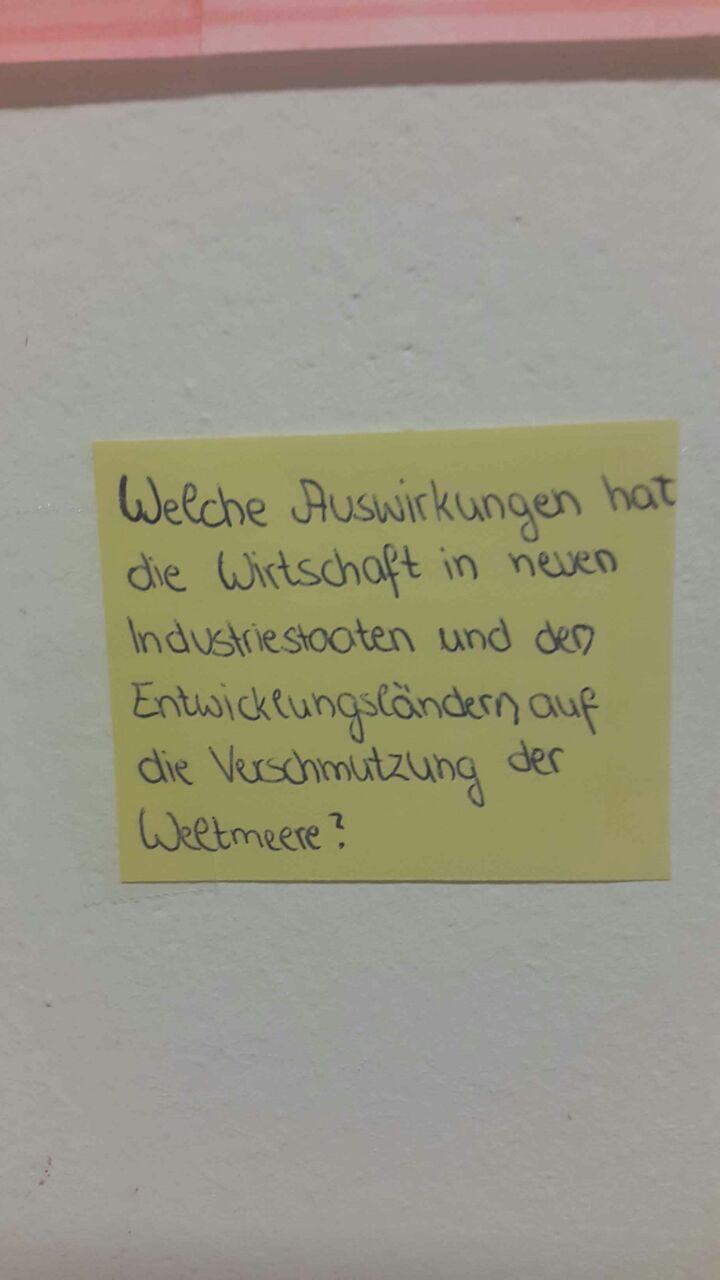 Welche Auswirkungen hat
die Wirtschaft in neuen
Industriestaaten und den
Entwicklungsländern auf
die Verschmutzung der
Weltmeere?